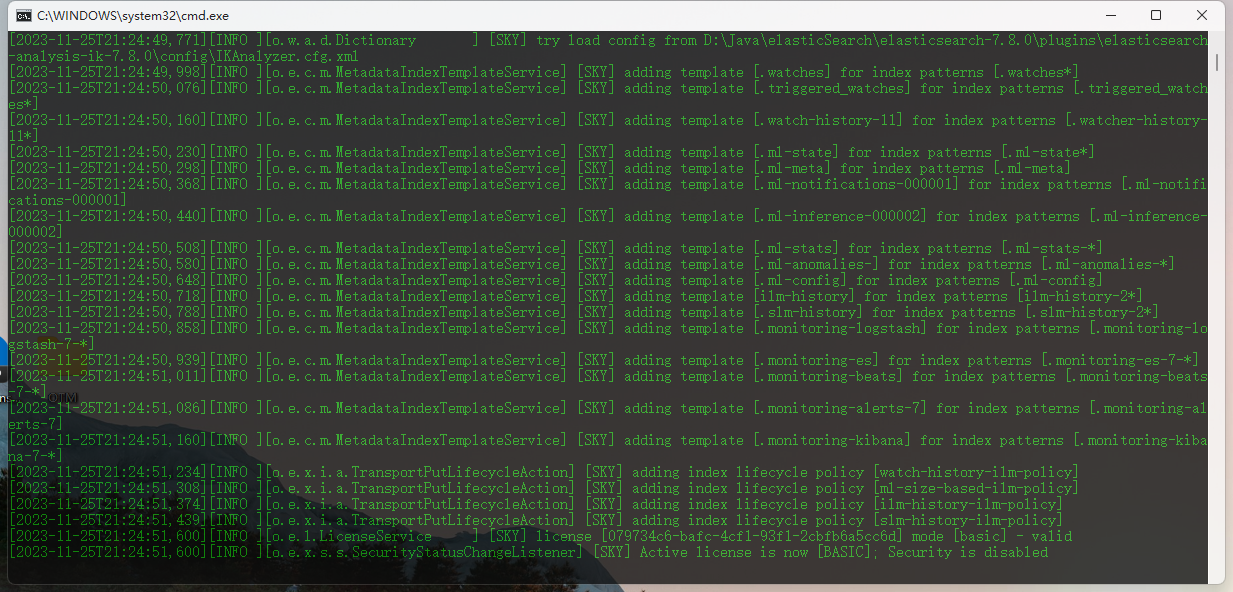 C:\WINDOWS\system32\cmd.exe
[2023-11-25T21:24:49,771][INFO ][o.w.a.d.Dictionary       ] [SKY] try load config from D:\Java\elasticSearch\elasticsearch-7.8.0\plugins\elasticsearch
-analysis-ik-7.8.0\config\IKAnalyzer.cfg.xml
[2023-11-25T21:24:49,998][INFO ][o.e.c.m.MetadataIndexTemplateService] [SKY] adding template [.watches] for index patterns [.watches*]
[2023-11-25T21:24:50,076][INFO ][o.e.c.m.MetadataIndexTemplateService] [SKY] adding template [.triggered_watches] for index patterns [.triggered_watch
es*]
[2023-11-25T21:24:50,160][INFO ][o.e.c.m.MetadataIndexTemplateService] [SKY] adding template [.watch-history-11] for index patterns [.watcher-history-
11*]
[2023-11-25T21:24:50,230][INFO ][o.e.c.m.MetadataIndexTemplateService] [SKY] adding template [.ml-state] for index patterns [.ml-state*]
[2023-11-25T21:24:50,298][INFO ][o.e.c.m.MetadataIndexTemplateService] [SKY] adding template [.ml-meta] for index patterns [.ml-meta]
[2023-11-25T21:24:50,368][INFO ][o.e.c.m.MetadataIndexTemplateService] [SKY] adding template [.ml-notifications-000001] for index patterns [.ml-notifi
cations-000001]
[2023-11-25T21:24:50,440][INFO ][o.e.c.m.MetadataIndexTemplateService] [SKY] adding template [.ml-inference-000002] for index patterns [.ml-inference-
000002]
[2023-11-25T21:24:50,508][INFO ][o.e.c.m.MetadataIndexTemplateService] [SKY] adding template [.ml-stats] for index patterns [.ml-stats-*]
[2023-11-25T21:24:50,580][INFO ][o.e.c.m.MetadataIndexTemplateService] [SKY] adding template [.ml-anomalies-] for index patterns [.ml-anomalies-*]
[2023-11-25T21:24:50,648][INFO ][o.e.c.m.MetadataIndexTemplateService] [SKY] adding template [.ml-config] for index patterns [.ml-config]
[2023-11-25T21:24:50,718][INFO ][o.e.c.m.MetadataIndexTemplateService] [SKY] adding template [ilm-history] for index patterns [ilm-history-2*]
[2023-11-25T21:24:50,788][INFO ][o.e.c.m.MetadataIndexTemplateService] [SKY] adding template [.slm-history] for index patterns [.slm-history-2*]
[2023-11-25T21:24:50,858][INFO ][o.e.c.m.MetadataIndexTemplateService] [SKY] adding template [.monitoring-logstash] for index patterns [.monitoring-lo
gstash-7-*]
[2023-11-25T21:24:50,939][INFO ][o.e.c.m.MetadataIndexTemplateService] [SKY] adding template [.monitoring-es] for index patterns [.monitoring-es-7-*]
[2023-11-25T21:24:51,011][INFO ][o.e.c.m.MetadataIndexTemplateService] [SKY] adding template [.monitoring-beats] for index patterns [.monitoring-beats
-7-*]
[2023-11-25T21:24:51,086][INFO ][o.e.c.m.MetadataIndexTemplateService] [SKY] adding template [.monitoring-alerts-7] for index patterns [.monitoring-al
erts-7]
[2023-11-25T21:24:51,160][INFO ][o.e.c.m.MetadataIndexTemplateService] [SKY] adding template [.monitoring-kibana] for index patterns [.monitoring-kiba
na-7-*]
[2023-11-25T21:24:51,234][INFO ][o.e.x.i.a.TransportPutLifecycleAction] [SKY] adding index lifecycle policy [watch-history-ilm-policy]
[2023-11-25T21:24:51,308][INFO ][o.e.x.i.a.TransportPutLifecycleAction] [SKY] adding index lifecycle policy [ml-size-based-ilm-policy]
[2023-11-25T21:24:51,374][INFO ][o.e.x.i.a.TransportPutLifecycleAction] [SKY] adding index lifecycle policy [ilm-history-ilm-policy]
[2023-11-25T21:24:51,439][INFO ][o.e.x.i.a.TransportPutLifecycleAction] [SKY] adding index lifecycle policy [slm-history-ilm-policy]
[2023-11-25T21:24:51,600][INFO ][o.e.l.LicenseService     ] [SKY] license [079734c6-bafc-4cf1-93f1-2cbfb6a5cc6d] mode [basic] - valid
[2023-11-25T21:24:51,600][INFO ][o.e.x.s.s.SecurityStatusChangeListener] [SKY] Active license is now [BASIC]; Security is disabled